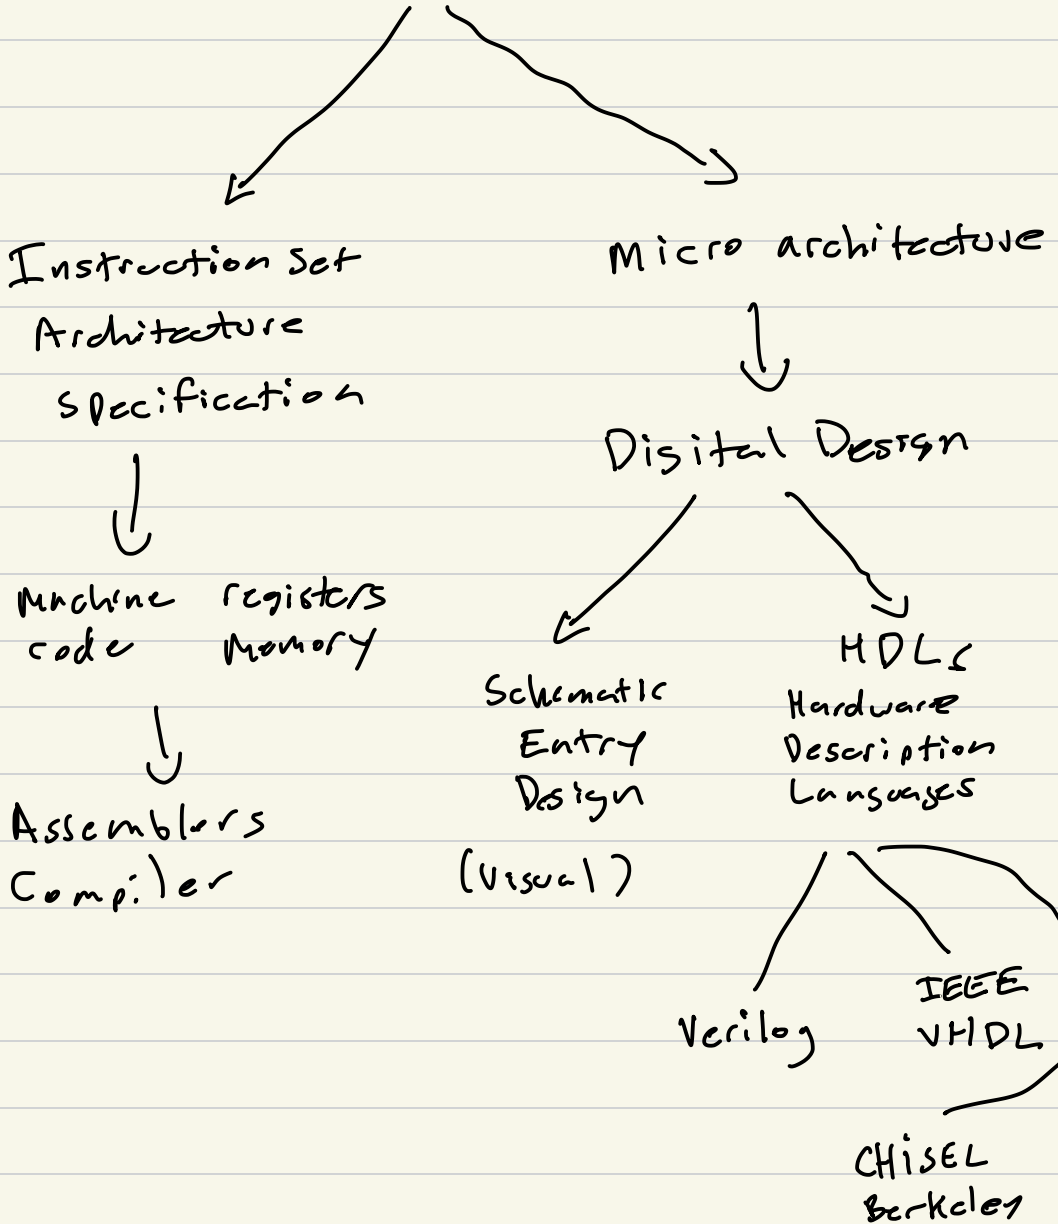 Instruction Set
Architecture
Specification
Micro architecture
Digital Design
Machine registers
code Memory
Assemblers
Compiler
Schematic
Entry
Design
(Visual)
HDLs
Hardware
Description
Languages
Verilog
IEEE
VHDL
CHISEL
Berkeley